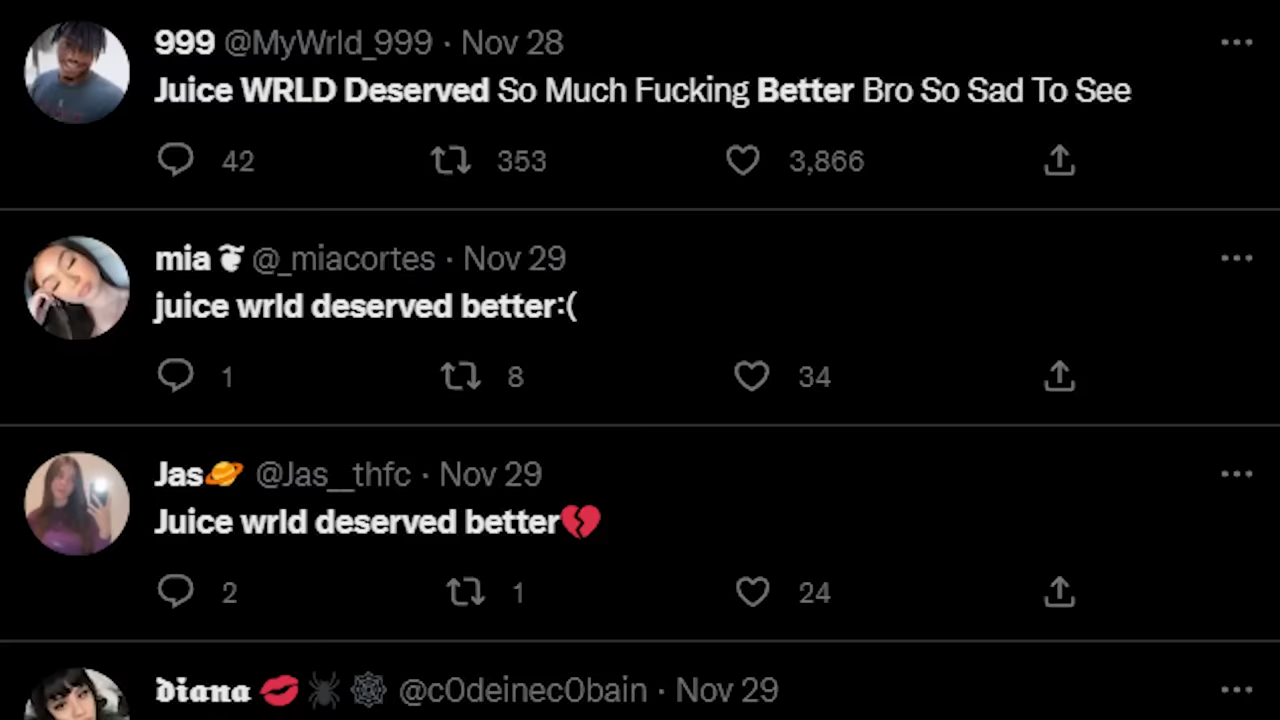 999 @MyWrld_999 · Nov 28
Juice WRLD Deserved So Much Fucking Better Bro So Sad To See
42 353 3,866
mia ❦ @_miacortes · Nov 29
juice wrld deserved better:(
1 8 34
Jas🪐 @Jas__thfc · Nov 29
Juice wrld deserved better💔
2 1 24
𝖉𝖎𝖆𝖓𝖆 💋🕷🕸 @c0deinec0bain · Nov 29